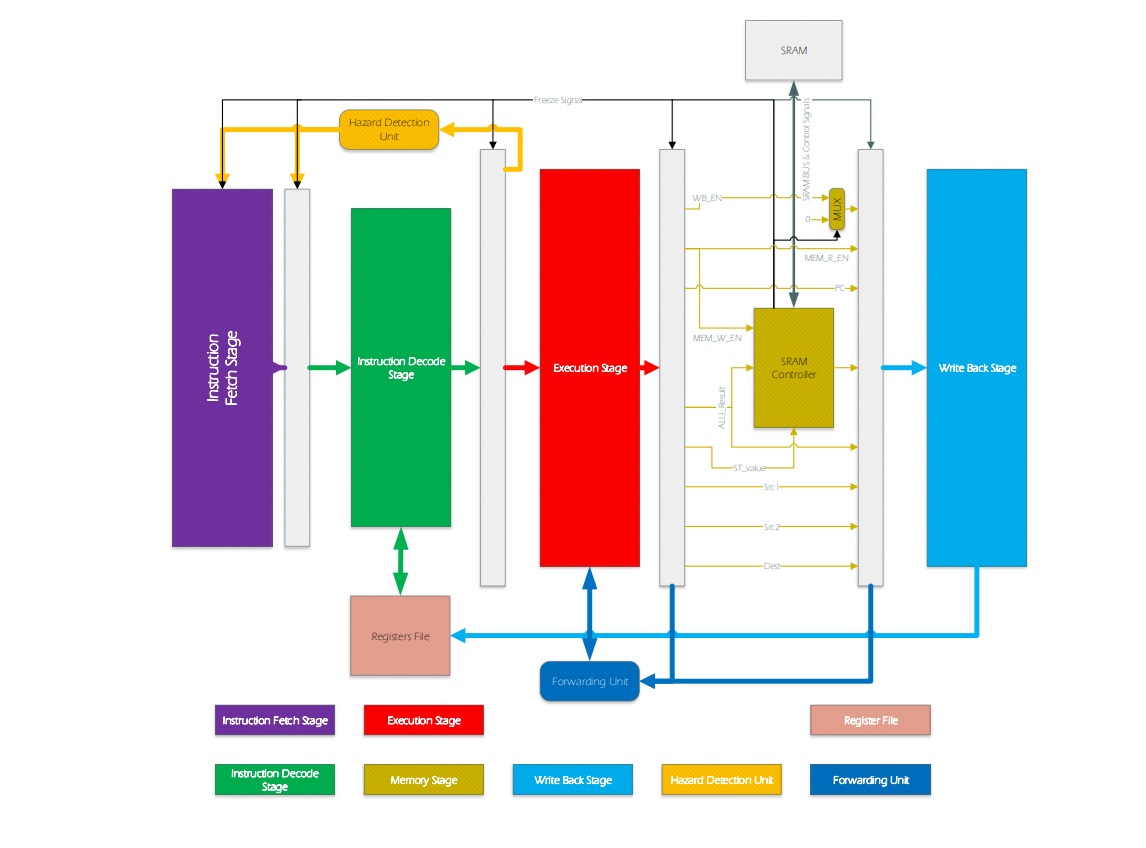 SRAM
Freeze Signal
Hazard Detection
Unit
SRAM BUS & Control Signals
WB_EN
0
MUX
MEM_R_EN
PC
MEM_W_EN
Instruction
Fetch Stage
Instruction Decode
Stage
Execution Stage
SRAM
Controller
Write Back Stage
ALU_Result
ST_value
Src1
Src2
Dest
Registers File
Forwarding Unit
Instruction Fetch Stage
Execution Stage
Register File
Instruction Decode
Stage
Memory Stage
Write Back Stage
Hazard Detection Unit
Forwarding Unit